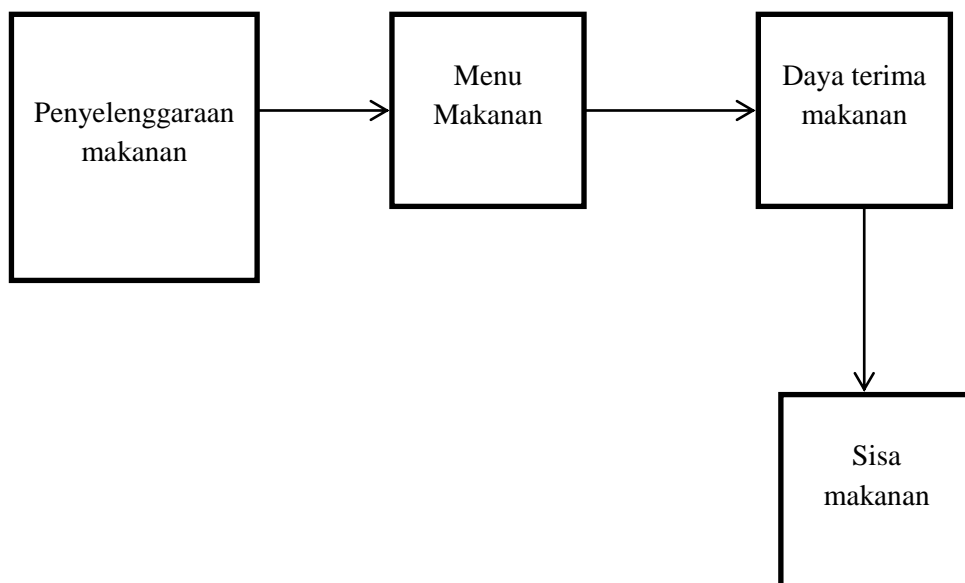 Penyelenggaraan
makanan
Menu
Makanan
Daya terima
makanan
Sisa
makanan